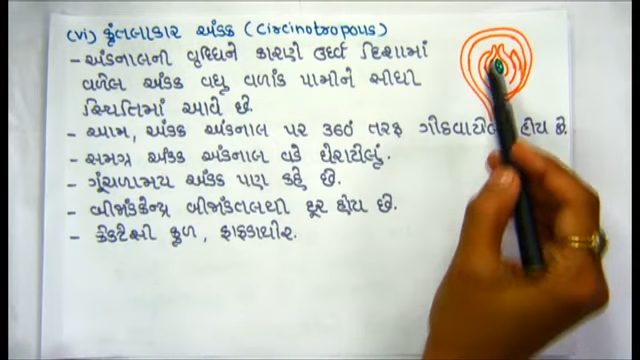 (vi) કુંતલાકાર અંડક (Circinotropous)
- અંડનાલની વૃદ્ધિને કારણે ઉર્ધ્વ દિશામાં
વળેલ અંડક વધુ વળાંક પામીને સીધી
સ્થિતિમાં આવે છે.
- આમ, અંડક અંડનાલ પર 360° તરફ ગોઠવાયેલ હોય છે.
- સમગ્ર અંડક અંડનાલ વડે ઘેરાયેલું.
- ગૂંચળામય અંડક પણ કહે છે.
- બીજાંડછિદ્ર બીજાંડતલથી દૂર હોય છે.
- કેકટેસી કુળ, ફાફડાથોર.